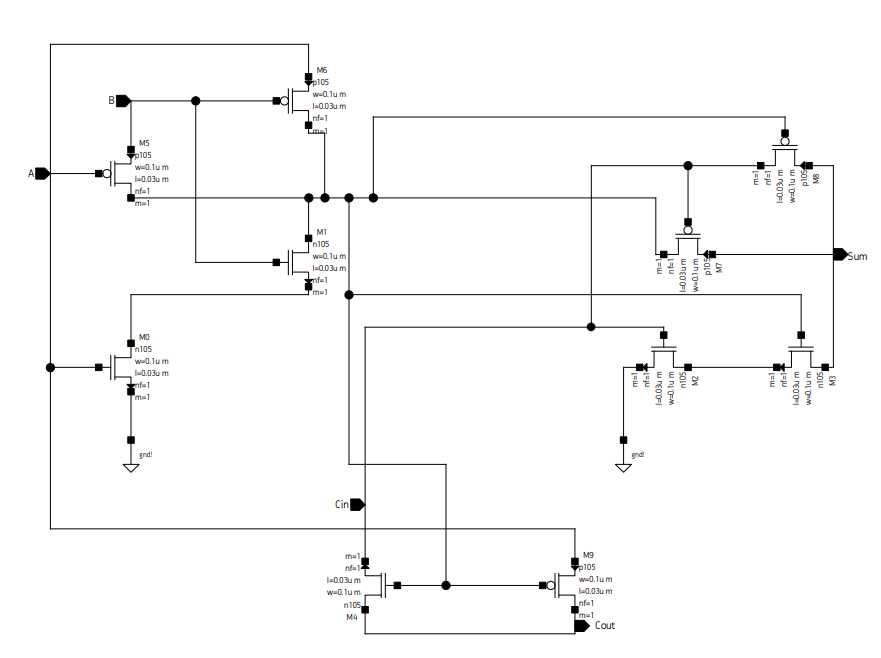 M6
p105
w=0.1u m
l=0.03u m
nf=1
m=1
B
M5
p105
w=0.1u m
l=0.03u m
nf=1
m=1
A
M8
p105
w=0.1u m
l=0.03u m
nf=1
m=1
M1
n105
w=0.1u m
l=0.03u m
nf=1
m=1
M7
p105
w=0.1u m
l=0.03u m
nf=1
m=1
Sum
M0
n105
w=0.1u m
l=0.03u m
nf=1
m=1
M2
n105
w=0.1u m
l=0.03u m
nf=1
m=1
M3
n105
w=0.1u m
l=0.03u m
nf=1
m=1
gnd!
gnd!
Cin
m=1
nf=1
l=0.03u m
w=0.1u m
n105
M4
M9
p105
w=0.1u m
l=0.03u m
nf=1
m=1
Cout